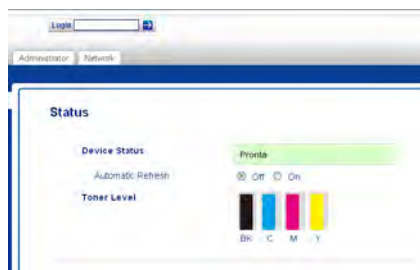 Login
Administrator Network
Status
Device Status Pronta
Automatic Refresh Off On
Toner Level
BK C M Y